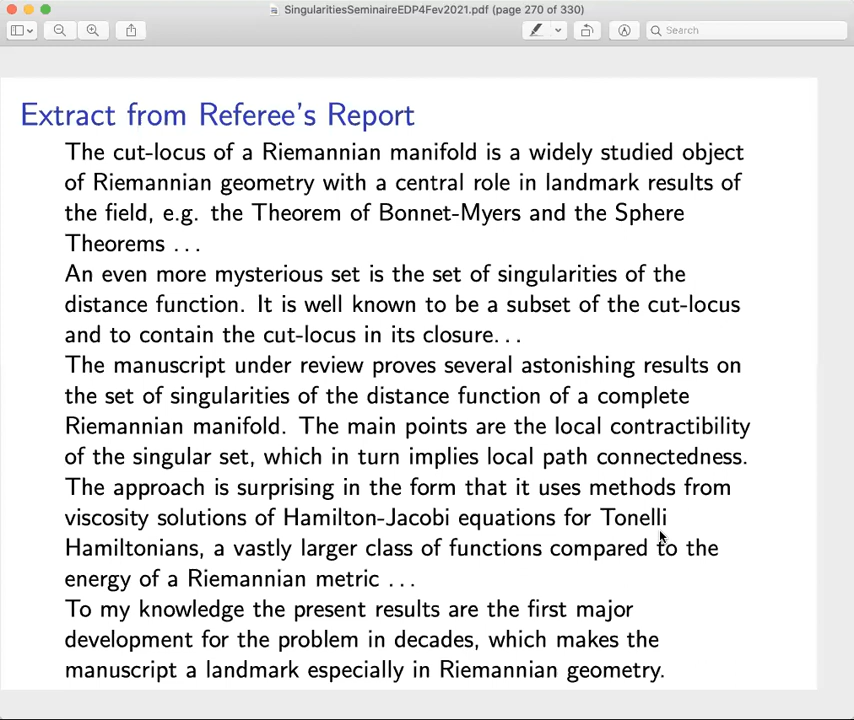 SingularitiesSeminaireEDP4Fev2021.pdf (page 270 of 330)
Search
Extract from Referee's Report
The cut-locus of a Riemannian manifold is a widely studied object
of Riemannian geometry with a central role in landmark results of
the field, e.g. the Theorem of Bonnet-Myers and the Sphere
Theorems ...
An even more mysterious set is the set of singularities of the
distance function. It is well known to be a subset of the cut-locus
and to contain the cut-locus in its closure...
The manuscript under review proves several astonishing results on
the set of singularities of the distance function of a complete
Riemannian manifold. The main points are the local contractibility
of the singular set, which in turn implies local path connectedness.
The approach is surprising in the form that it uses methods from
viscosity solutions of Hamilton-Jacobi equations for Tonelli
Hamiltonians, a vastly larger class of functions compared to the
energy of a Riemannian metric ...
To my knowledge the present results are the first major
development for the problem in decades, which makes the
manuscript a landmark especially in Riemannian geometry.